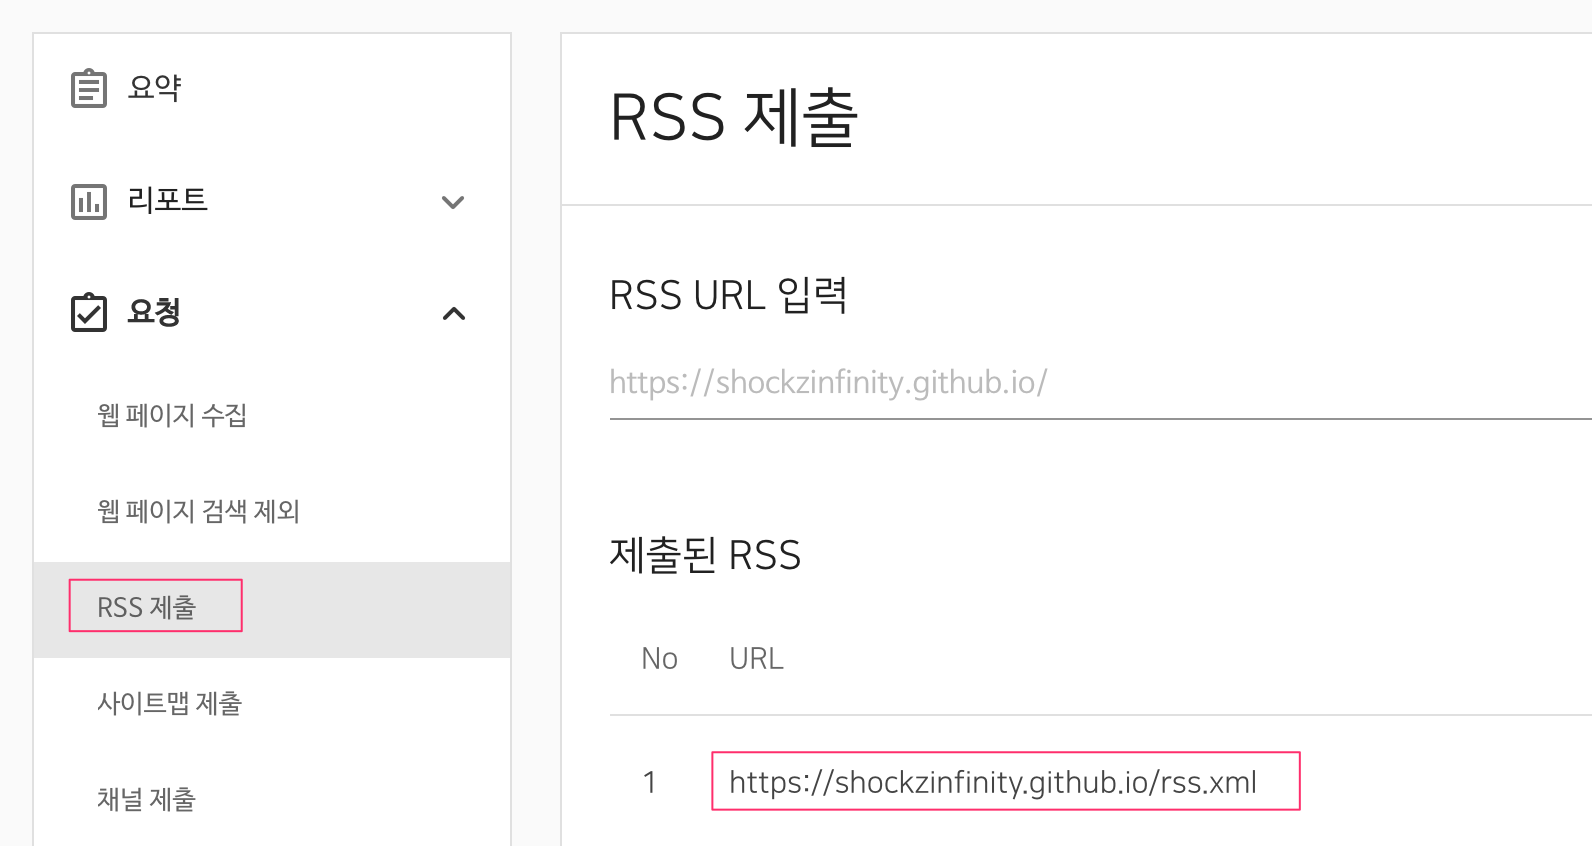 요약
리포트
요청
웹 페이지 수집
웹 페이지 검색 제외
RSS 제출
사이트맵 제출
채널 제출
RSS 제출
RSS URL 입력
https://shockzinfinity.github.io/
제출된 RSS
No URL
1 https://shockzinfinity.github.io/rss.xml